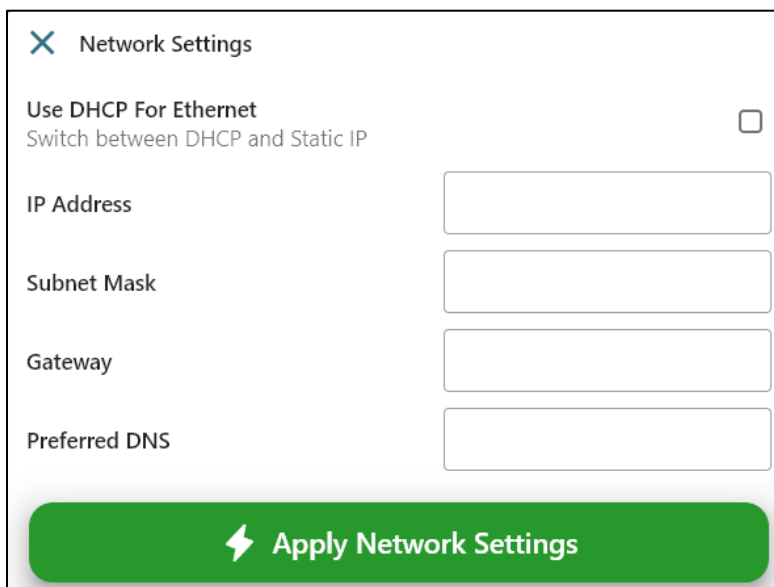 Network Settings
Use DHCP For Ethernet
Switch between DHCP and Static IP
IP Address
Subnet Mask
Gateway
Preferred DNS
Apply Network Settings